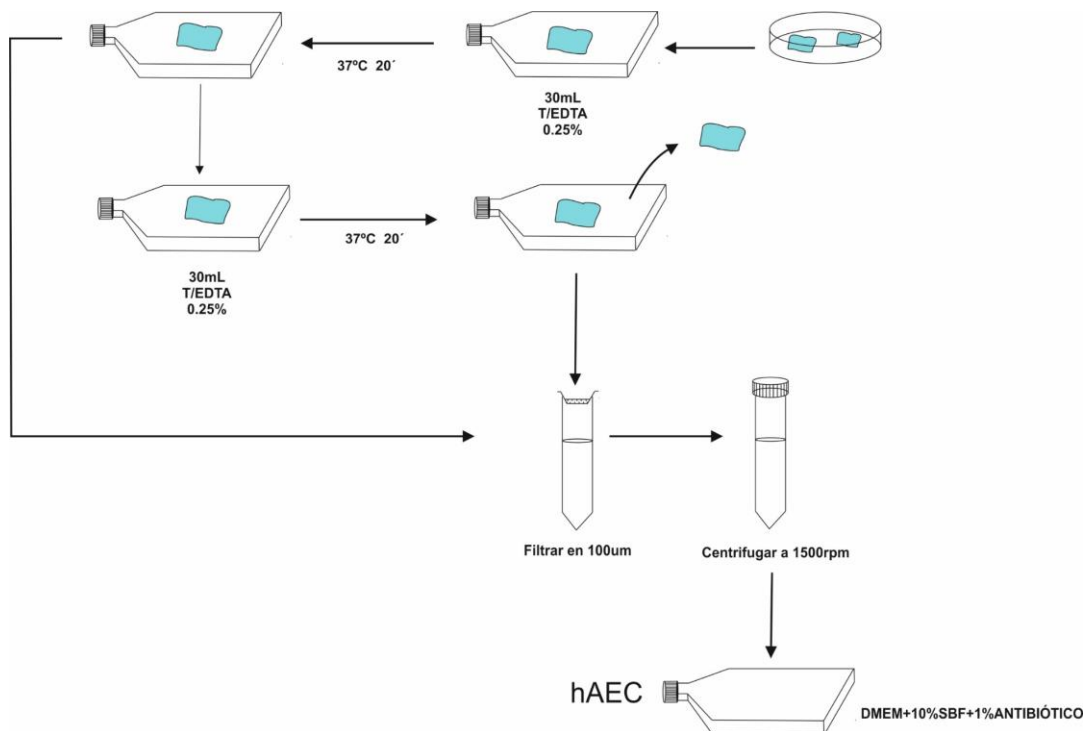 37ºC 20´
30mL
T/EDTA
0.25%
37ºC 20´
30mL
T/EDTA
0.25%
Filtrar en 100um
Centrifugar a 1500rpm
hAEC
DMEM+10%SBF+1%ANTIBIÓTICO